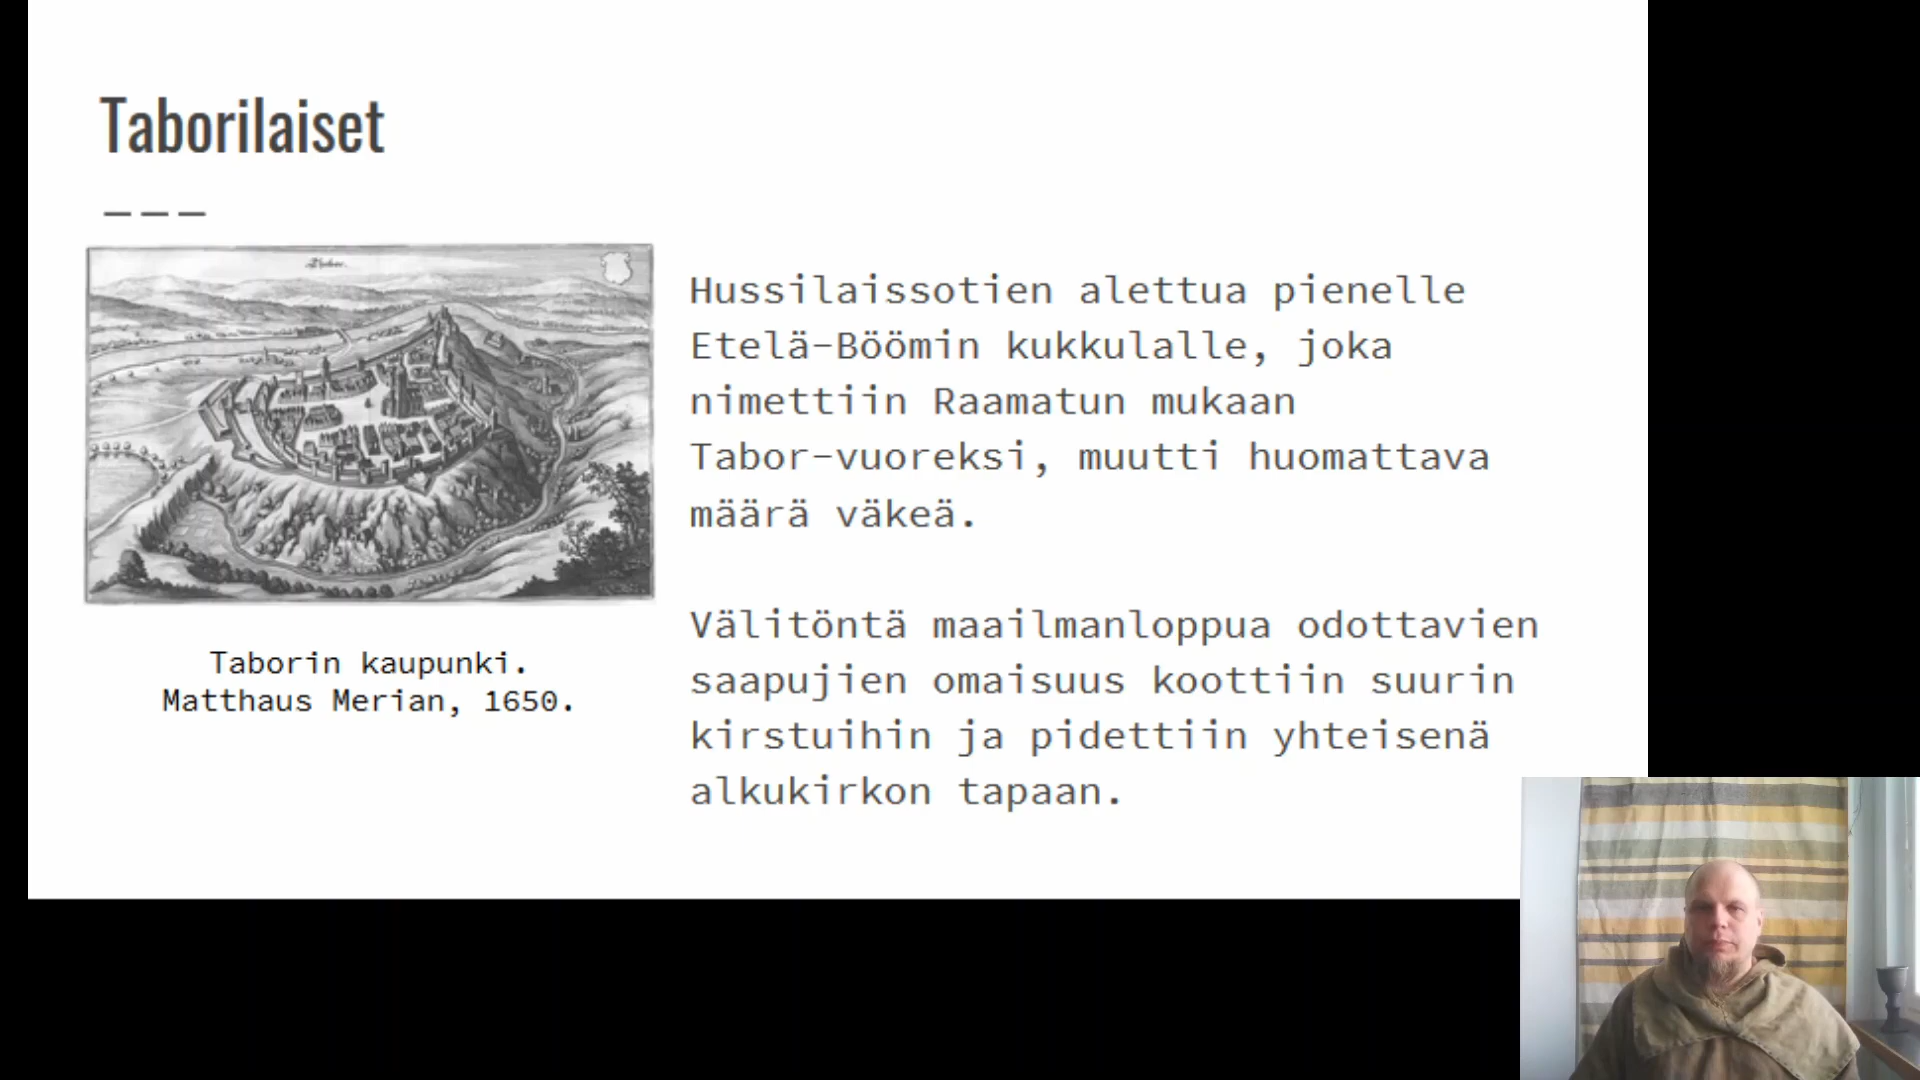 Taborilaiset
Hussilaissotien alettua pienelle
Etelä-Böömin kukkulalle, joka
nimettiin Raamatun mukaan
Tabor-vuoreksi, muutti huomattava
määrä väkeä.
Välitöntä maailmanloppua odottavien
saapujien omaisuus koottiin suurin
kirstuihin ja pidettiin yhteisenä
alkukirkon tapaan.
Taborin kaupunki.
Matthaus Merian, 1650.